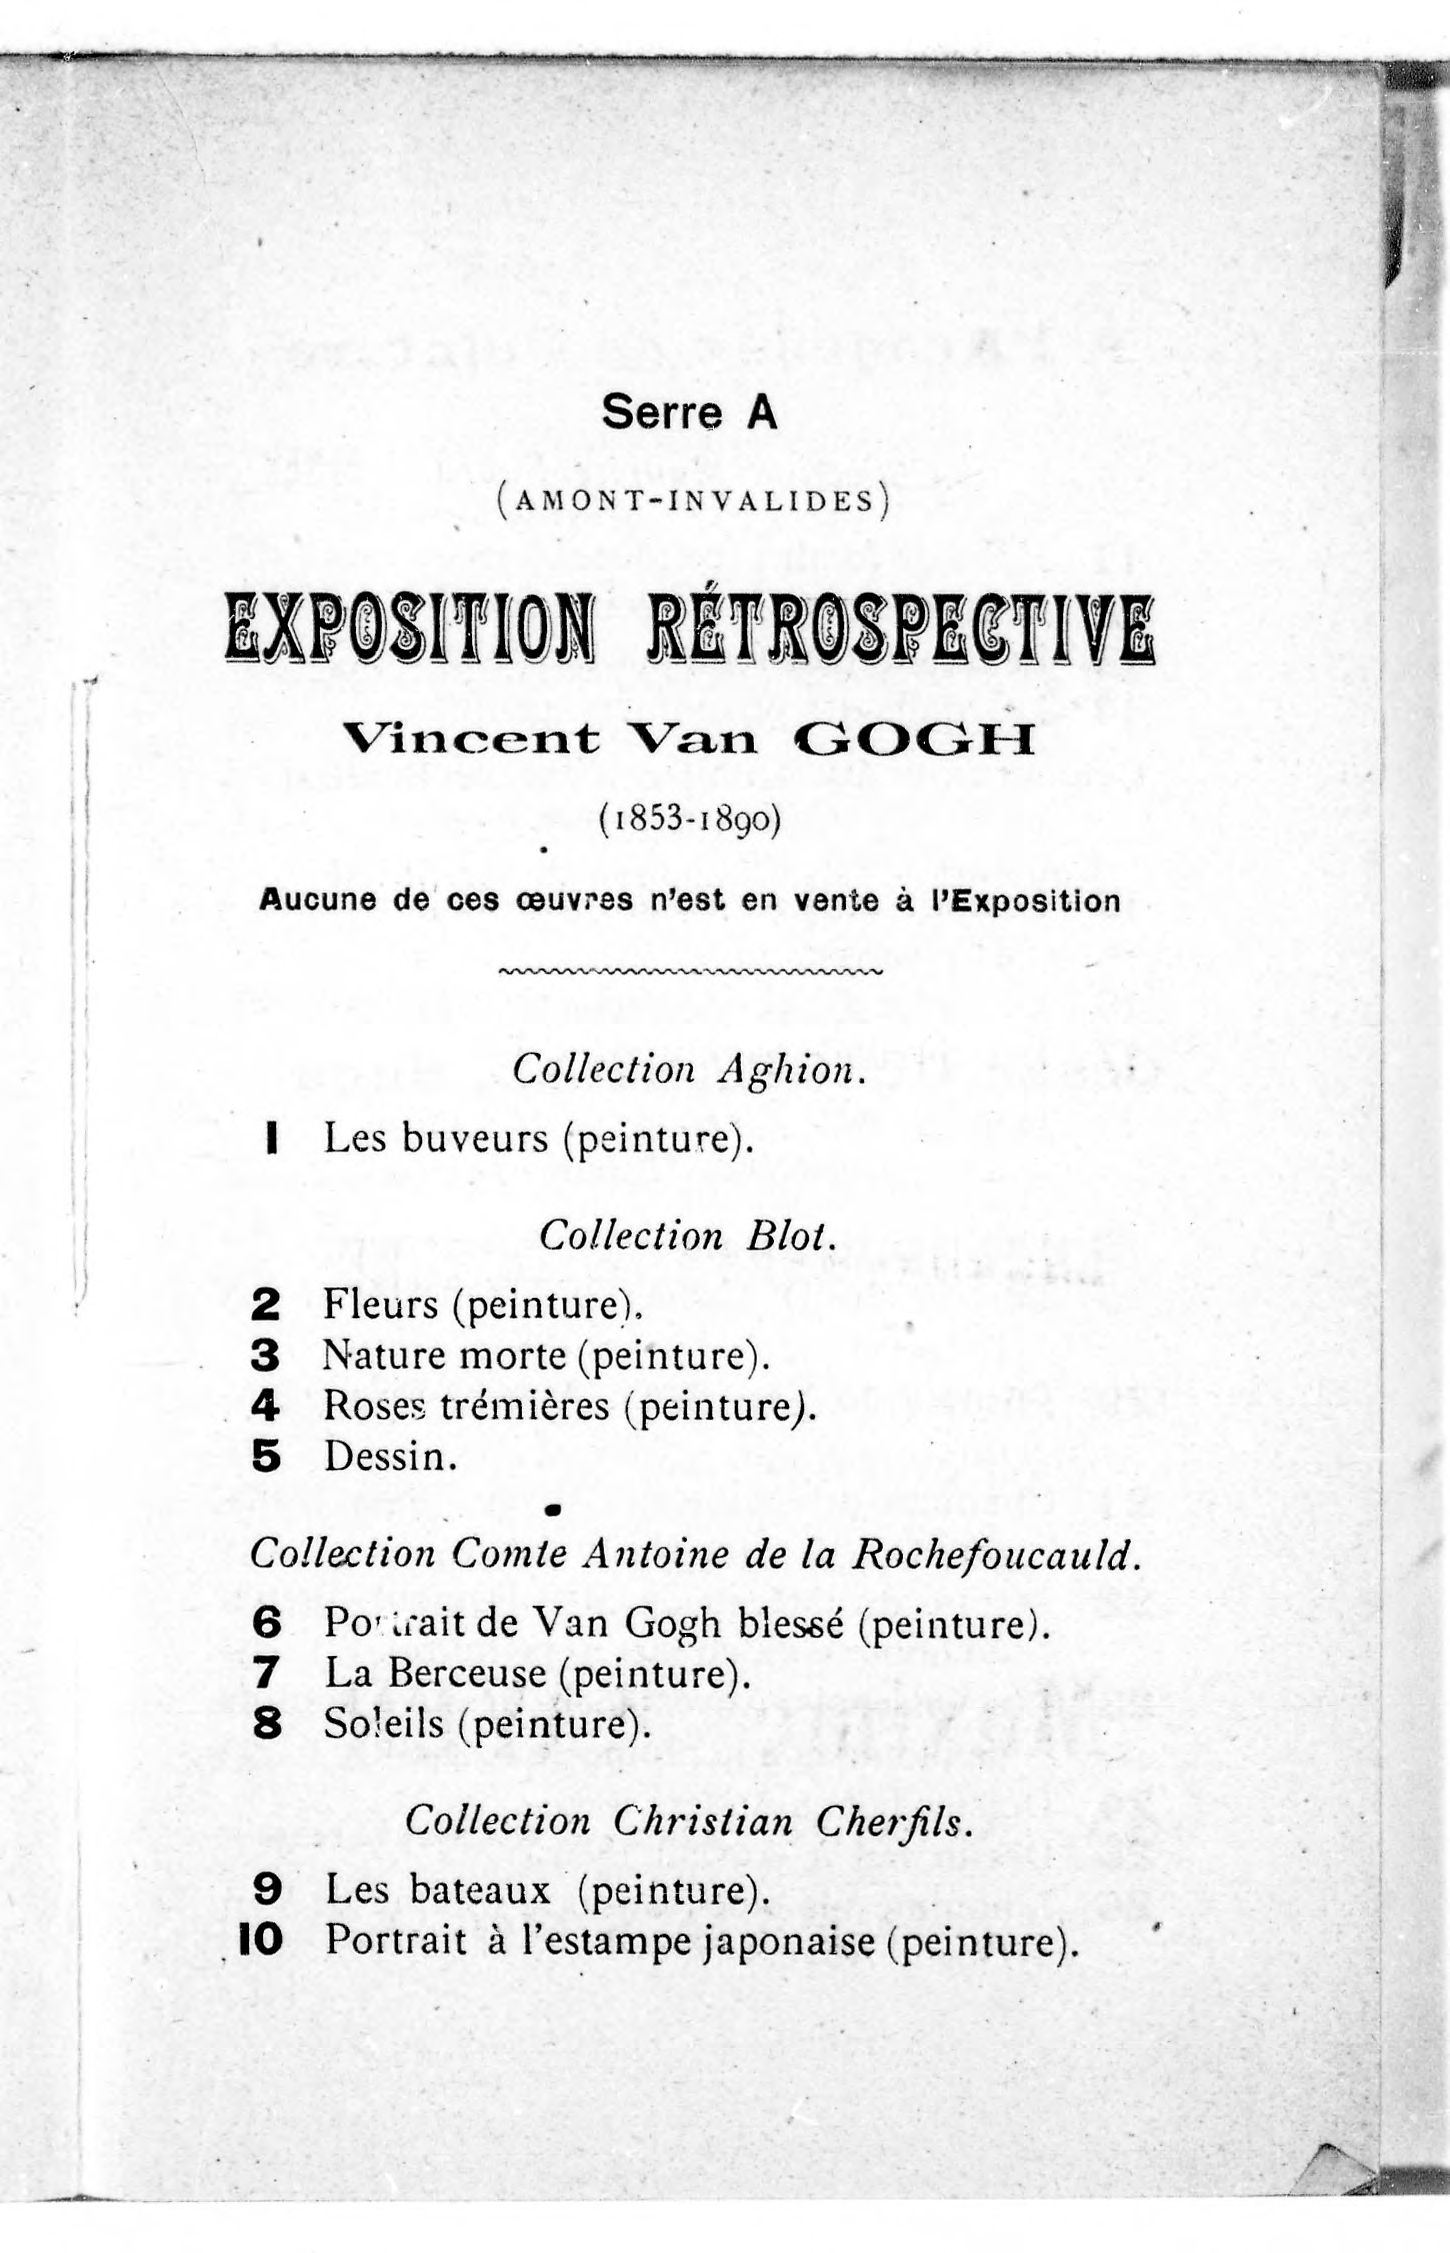 Serre A
(AMONT-INVALIDES)
EXPOSITION RÉTROSPECTIVE
Vincent Van GOGH
(1853-1890)
Aucune de ces œuvres n'est en vente à l'Exposition
Collection Aghion.
1 Les buveurs (peinture).
Collection Blot.
2 Fleurs (peinture).
3 Nature morte (peinture).
4 Roses trémières (peinture).
5 Dessin.
Collection Comte Antoine de la Rochefoucauld.
6 Portrait de Van Gogh blessé (peinture).
7 La Berceuse (peinture).
8 Soleils (peinture).
Collection Christian Cherfils.
9 Les bateaux (peinture).
10 Portrait à l'estampe japonaise (peinture).